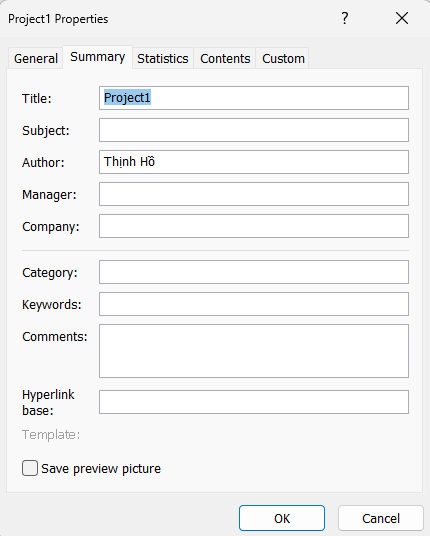 Project1 Properties
?
General Summary Statistics Contents Custom
Title: Project1
Subject:
Author: Thịnh Hồ
Manager:
Company:
Category:
Keywords:
Comments:
Hyperlink
base:
Template:
Save preview picture
OK Cancel